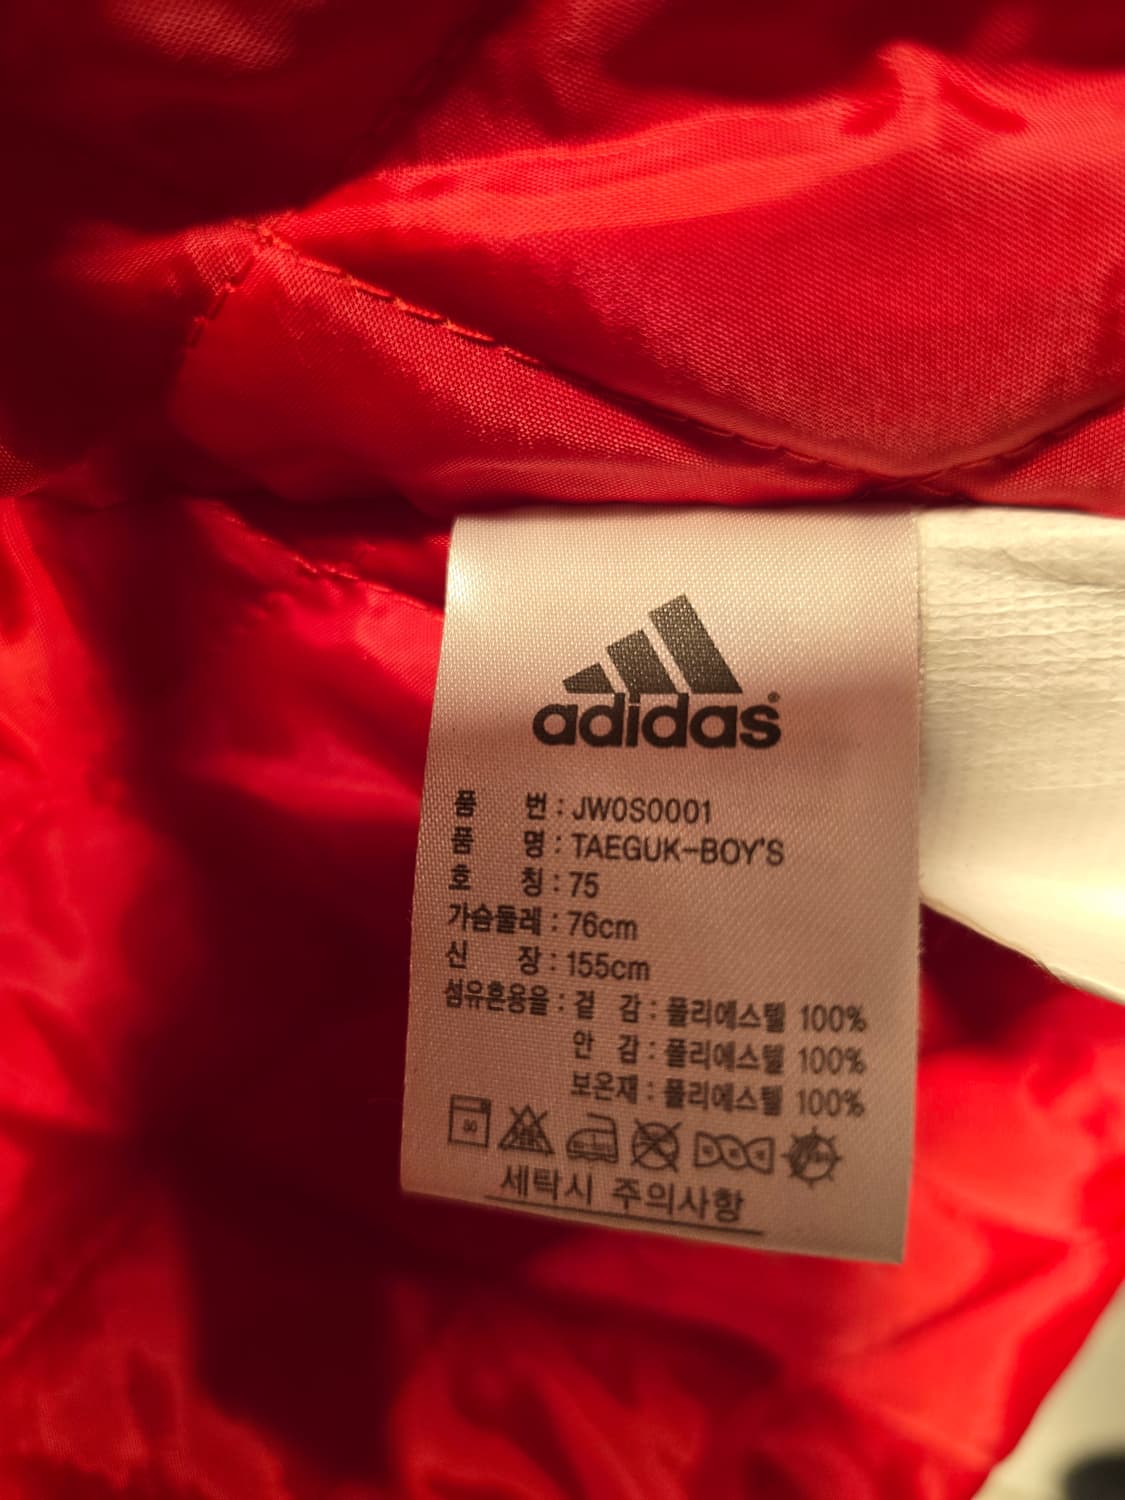 adidas®
품 번 : JW0S0001
품 명 : TAEGUK-BOY'S
호 칭 : 75
가슴둘레 : 76cm
신 장 : 155cm
섬유혼용율 : 겉 감 : 폴리에스텔 100%
안 감 : 폴리에스텔 100%
보온재 : 폴리에스텔 100%
세탁시 주의사항